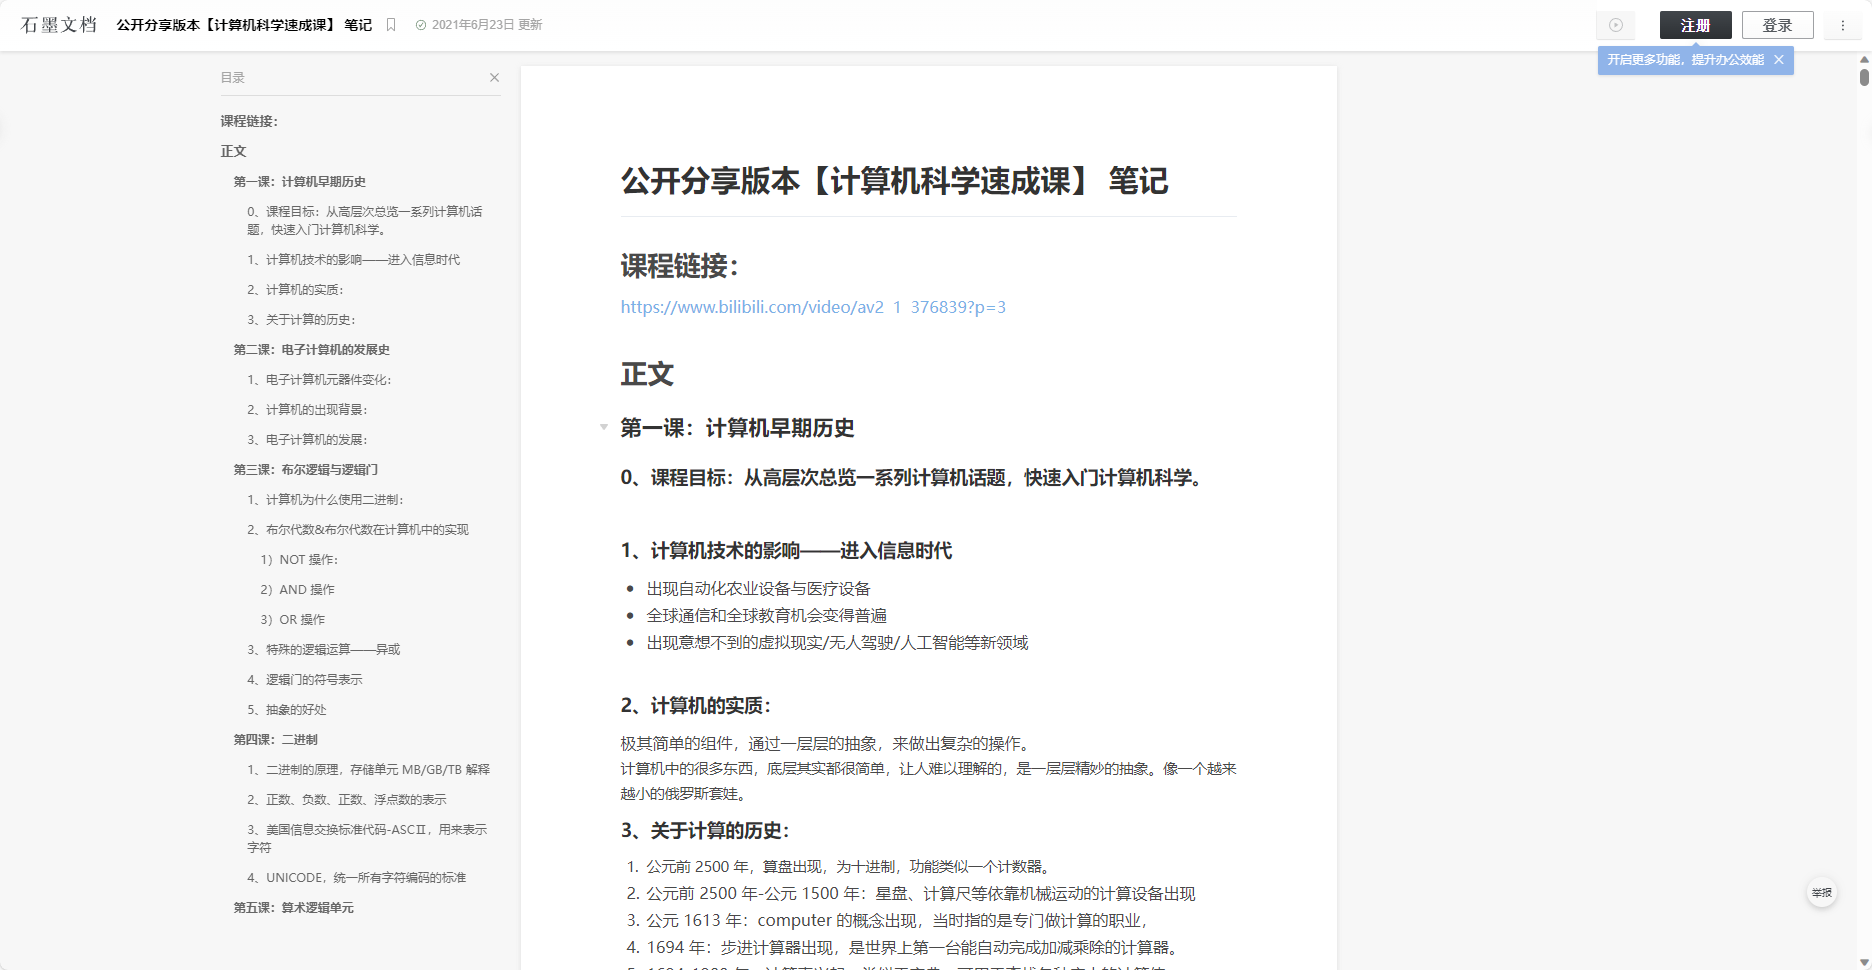 石墨文档
公开分享版本【计算机科学速成课】 笔记
2021年6月23日 更新
注册
登录
开启更多功能，提升办公效能
目录
课程链接：
正文
第一课：计算机早期历史
0、课程目标：从高层次总览一系列计算机话
题，快速入门计算机科学。
1、计算机技术的影响——进入信息时代
2、计算机的实质：
3、关于计算的历史：
第二课：电子计算机的发展史
1、电子计算机元器件变化：
2、计算机的出现背景：
3、电子计算机的发展：
第三课：布尔逻辑与逻辑门
1、计算机为什么使用二进制：
2、布尔代数&布尔代数在计算机中的实现
1）NOT 操作：
2）AND 操作
3）OR 操作
3、特殊的逻辑运算——异或
4、逻辑门的符号表示
5、抽象的好处
第四课：二进制
1、二进制的原理，存储单元 MB/GB/TB 解释
2、正数、负数、正数、浮点数的表示
3、美国信息交换标准代码-ASCⅡ，用来表示
字符
4、UNICODE，统一所有字符编码的标准
第五课：算术逻辑单元
公开分享版本【计算机科学速成课】 笔记
课程链接：
https://www.bilibili.com/video/av2 1 376839?p=3
正文
第一课：计算机早期历史
0、课程目标：从高层次总览一系列计算机话题，快速入门计算机科学。
1、计算机技术的影响——进入信息时代
• 出现自动化农业设备与医疗设备
• 全球通信和全球教育机会变得普遍
• 出现意想不到的虚拟现实/无人驾驶/人工智能等新领域
2、计算机的实质：
极其简单的组件，通过一层层的抽象，来做出复杂的操作。
计算机中的很多东西，底层其实都很简单，让人难以理解的，是一层层精妙的抽象。像一个越来
越小的俄罗斯套娃。
3、关于计算的历史：
1. 公元前 2500 年，算盘出现，为十进制，功能类似一个计数器。
2. 公元前 2500 年-公元 1500 年：星盘、计算尺等依靠机械运动的计算设备出现
3. 公元 1613 年：computer 的概念出现，当时指的是专门做计算的职业，
4. 1694 年：步进计算器出现，是世界上第一台能自动完成加减乘除的计算器。
举报